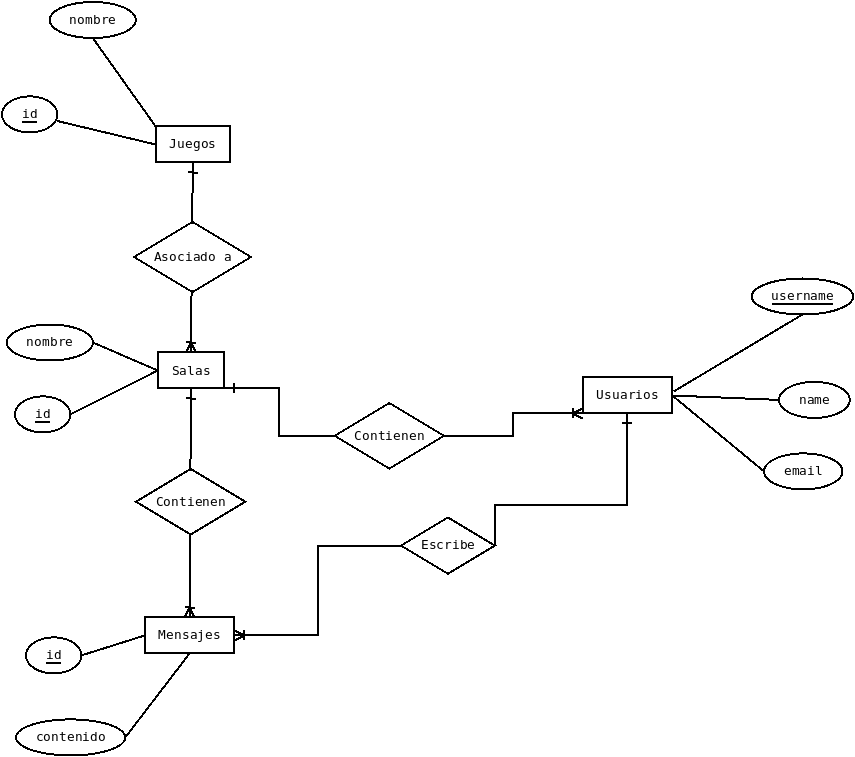 nombre
id
Juegos
Asociado a
nombre
Salas
id
Contienen
Usuarios
username
name
email
Contienen
Escribe
Mensajes
id
contenido